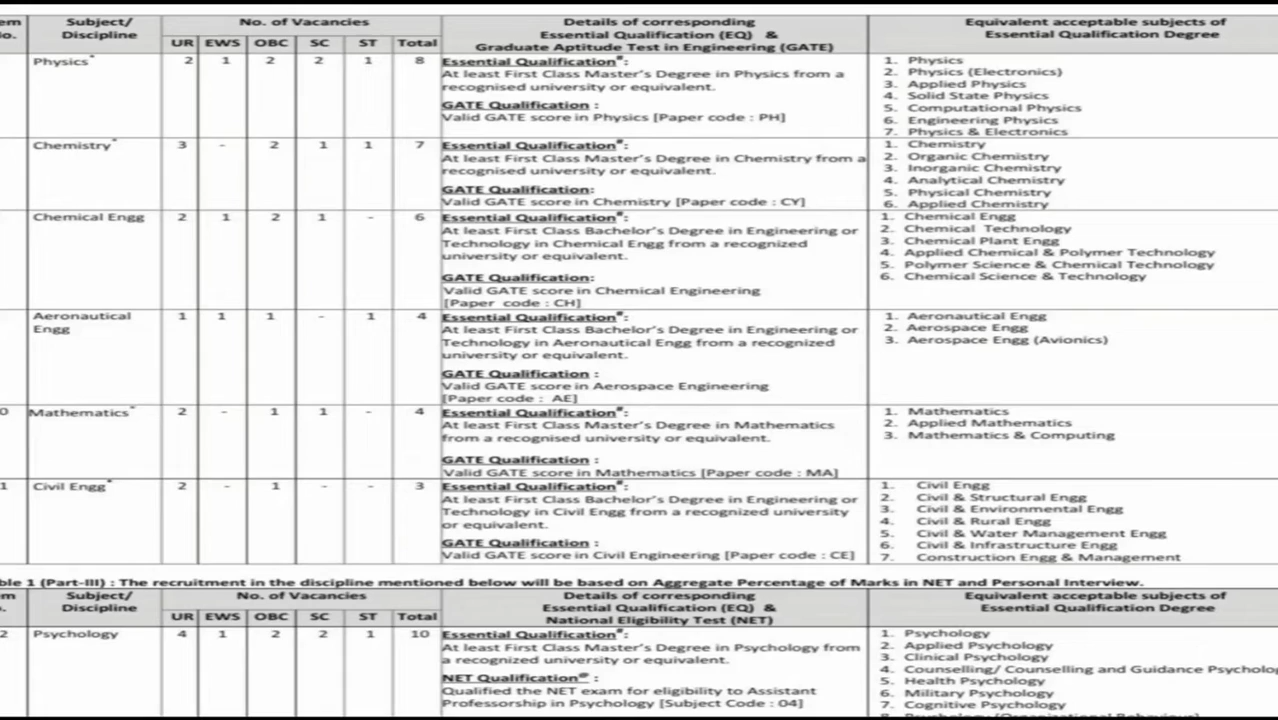 em Subject/ No. of Vacancies Details of corresponding Equivalent acceptable subjects of
o. Discipline Essential Qualification (EQ) & Essential Qualification Degree
UR EWS OBC SC ST Total Graduate Aptitude Test in Engineering (GATE)
Physics* 2 1 2 2 1 8 Essential Qualification#: 1. Physics
At least First Class Master's Degree in Physics from a 2. Physics (Electronics)
recognised university or equivalent. 3. Applied Physics
4. Solid State Physics
GATE Qualification : 5. Computational Physics
Valid GATE score in Physics [Paper code : PH] 6. Engineering Physics
7. Physics & Electronics
Chemistry* 3 - 2 1 1 7 Essential Qualification#: 1. Chemistry
At least First Class Master's Degree in Chemistry from a 2. Organic Chemistry
recognised university or equivalent. 3. Inorganic Chemistry
4. Analytical Chemistry
GATE Qualification: 5. Physical Chemistry
Valid GATE score in Chemistry [Paper code : CY] 6. Applied Chemistry
Chemical Engg 2 1 2 1 - 6 Essential Qualification#: 1. Chemical Engg
At least First Class Bachelor's Degree in Engineering or 2. Chemical Technology
Technology in Chemical Engg from a recognized 3. Chemical Plant Engg
university or equivalent. 4. Applied Chemical & Polymer Technology
5. Polymer Science & Chemical Technology
GATE Qualification: 6. Chemical Science & Technology
Valid GATE score in Chemical Engineering
[Paper code : CH]
Aeronautical 1 1 1 - 1 4 Essential Qualification#: 1. Aeronautical Engg
Engg At least First Class Bachelor's Degree in Engineering or 2. Aerospace Engg
Technology in Aeronautical Engg from a recognized 3. Aerospace Engg (Avionics)
university or equivalent.
GATE Qualification :
Valid GATE score in Aerospace Engineering
[Paper code : AE]
0 Mathematics* 2 - 1 1 - 4 Essential Qualification#: 1. Mathematics
At least First Class Master's Degree in Mathematics 2. Applied Mathematics
from a recognised university or equivalent. 3. Mathematics & Computing
GATE Qualification :
Valid GATE score in Mathematics [Paper code : MA]
1 Civil Engg* 2 - 1 - - 3 Essential Qualification#: 1. Civil Engg
At least First Class Bachelor's Degree in Engineering or 2. Civil & Structural Engg
Technology in Civil Engg from a recognized university 3. Civil & Environmental Engg
or equivalent. 4. Civil & Rural Engg
5. Civil & Water Management Engg
GATE Qualification : 6. Civil & Infrastructure Engg
Valid GATE score in Civil Engineering [Paper code : CE] 7. Construction Engg & Management
ble 1 (Part-III) : The recruitment in the discipline mentioned below will be based on Aggregate Percentage of Marks in NET and Personal Interview.
em Subject/ No. of Vacancies Details of corresponding Equivalent acceptable subjects of
o. Discipline Essential Qualification (EQ) & Essential Qualification Degree
UR EWS OBC SC ST Total National Eligibility Test (NET)
2 Psychology 4 1 2 2 1 10 Essential Qualification#: 1. Psychology
At least First Class Master's Degree in Psychology from 2. Applied Psychology
a recognized university or equivalent. 3. Clinical Psychology
4. Counselling/ Counselling and Guidance Psycholo
NET Qualification@ : 5. Health Psychology
Qualified the NET exam for eligibility to Assistant 6. Military Psychology
Professorship in Psychology [Subject Code : 04] 7. Cognitive Psychology